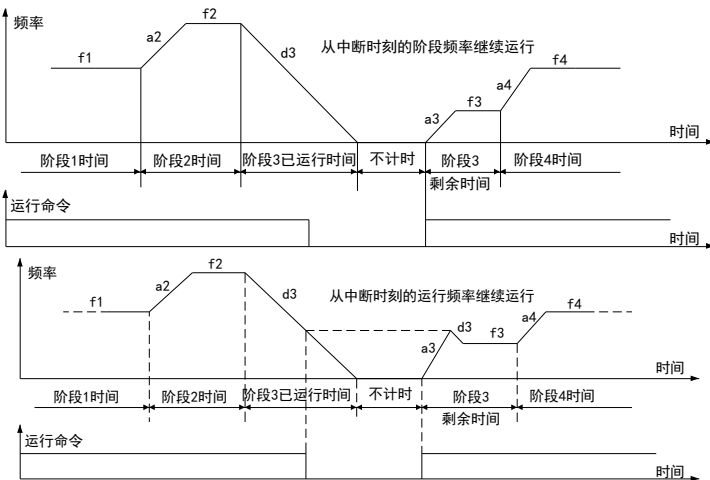 频率
f1
a2
f2
d3
从中断时刻的阶段频率继续运行
a3
f3
a4
f4
时间
阶段1时间
阶段2时间
阶段3已运行时间
不计时
阶段3
剩余时间
阶段4时间
运行命令
时间
频率
f1
a2
f2
d3
从中断时刻的运行频率继续运行
a3
d3
f3
a4
f4
时间
阶段1时间
阶段2时间
阶段3已运行时间
不计时
阶段3
剩余时间
阶段4时间
运行命令
时间